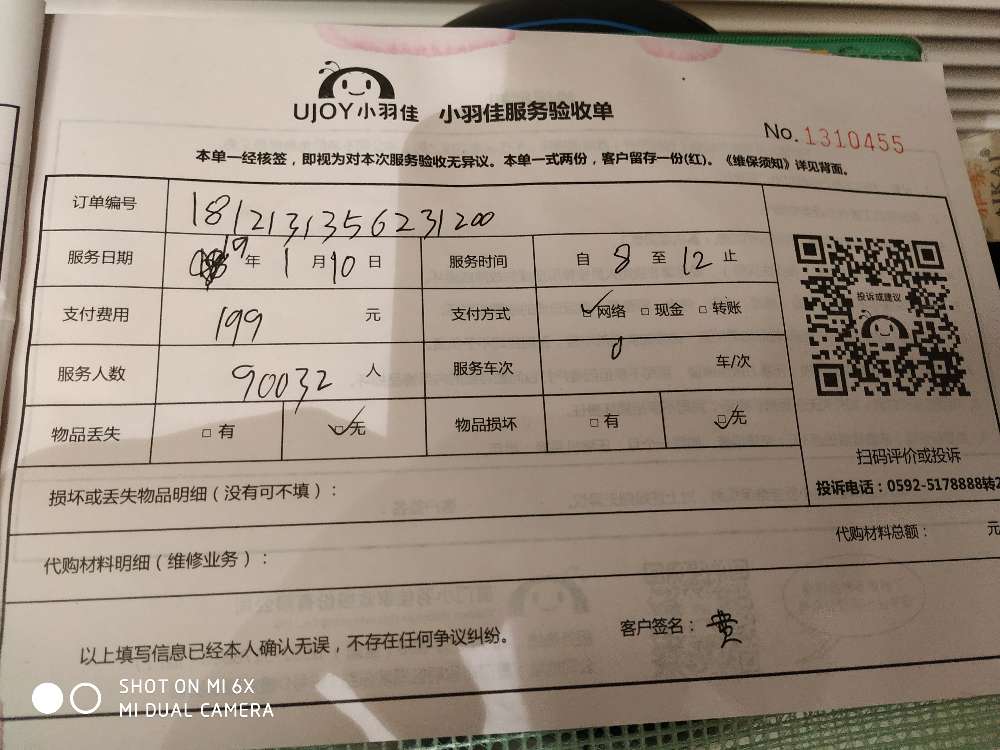 UJOY小羽佳 小羽佳服务验收单
No. 1310455
本单一经核签，即视为对本次服务验收无异议。本单一式两份，客户留存一份(红)。《维保须知》详见背面。
订单编号 1812131356231200
服务日期 19年 1月10日 服务时间 自 8 至 12 止
支付费用 199 元 支付方式 ☑网络 □现金 □转账
服务人数 90032 人 服务车次 0 车/次
物品丢失 □有 ☑无 物品损坏 □有 ☑无
投诉或建议
扫码评价或投诉
投诉电话：0592-5178888转2
损坏或丢失物品明细（没有可不填）：
代购材料明细（维修业务）： 代购材料总额： 元
以上填写信息已经本人确认无误，不存在任何争议纠纷。 客户签名：费
SHOT ON MI 6X
MI DUAL CAMERA